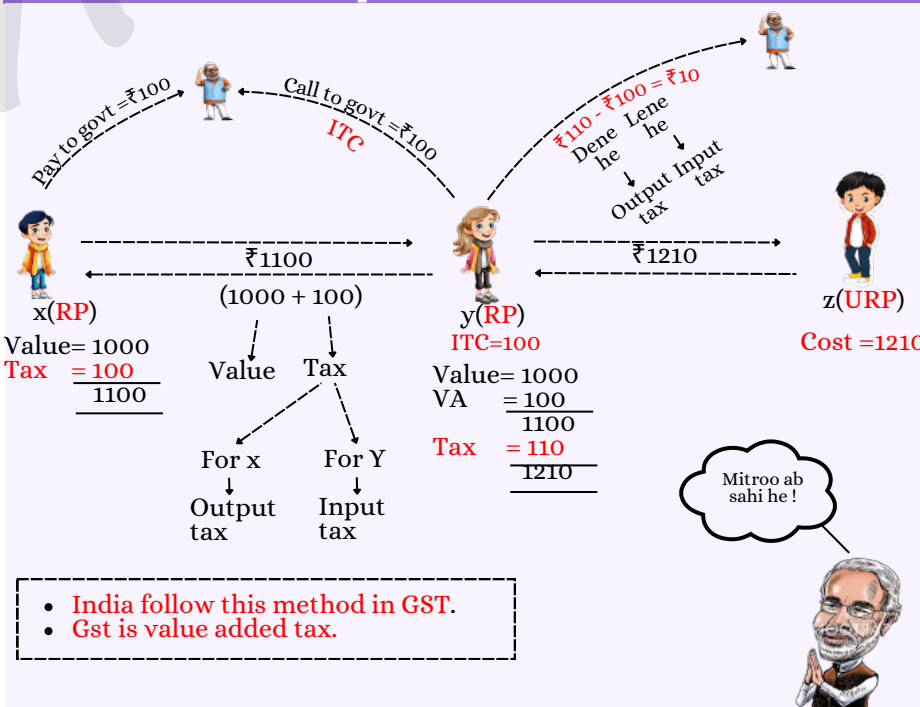 Pay to govt =₹100
Call to govt =₹100
ITC
₹110 - ₹100 = ₹10
Dene he
Lene he
Output tax
Input tax
₹1100
(1000 + 100)
₹1210
x(RP)
Value= 1000
Tax = 100
1100
Value
Tax
For x
For Y
Output
tax
Input
tax
y(RP)
ITC=100
Value= 1000
VA = 100
1100
Tax = 110
1210
z(URP)
Cost =1210
Mitroo ab
sahi he !
• India follow this method in GST.
• Gst is value added tax.